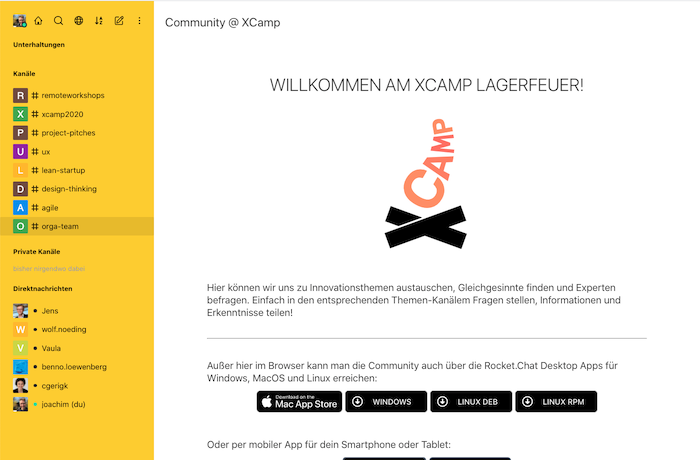 Community @ XCamp
Unterhaltungen
Kanäle
R # remoteworkshops
X # xcamp2020
P # project-pitches
U # ux
L # lean-startup
D # design-thinking
A # agile
O # orga-team
Private Kanäle
bisher nirgendwo dabei
Direktnachrichten
Jens
W wolf.noeding
V Vaula
benno.loewenberg
cgerigk
joachim (du)
WILLKOMMEN AM XCAMP LAGERFEUER!
CAMP
Hier können wir uns zu Innovationsthemen austauschen, Gleichgesinnte finden und Experten
befragen. Einfach in den entsprechenden Themen-Kanälem Fragen stellen, Informationen und
Erkenntnisse teilen!
Außer hier im Browser kann man die Community auch über die Rocket.Chat Desktop Apps für
Windows, MacOS und Linux erreichen:
Download on the
Mac App Store
WINDOWS
LINUX DEB
LINUX RPM
Oder per mobiler App für dein Smartphone oder Tablet: